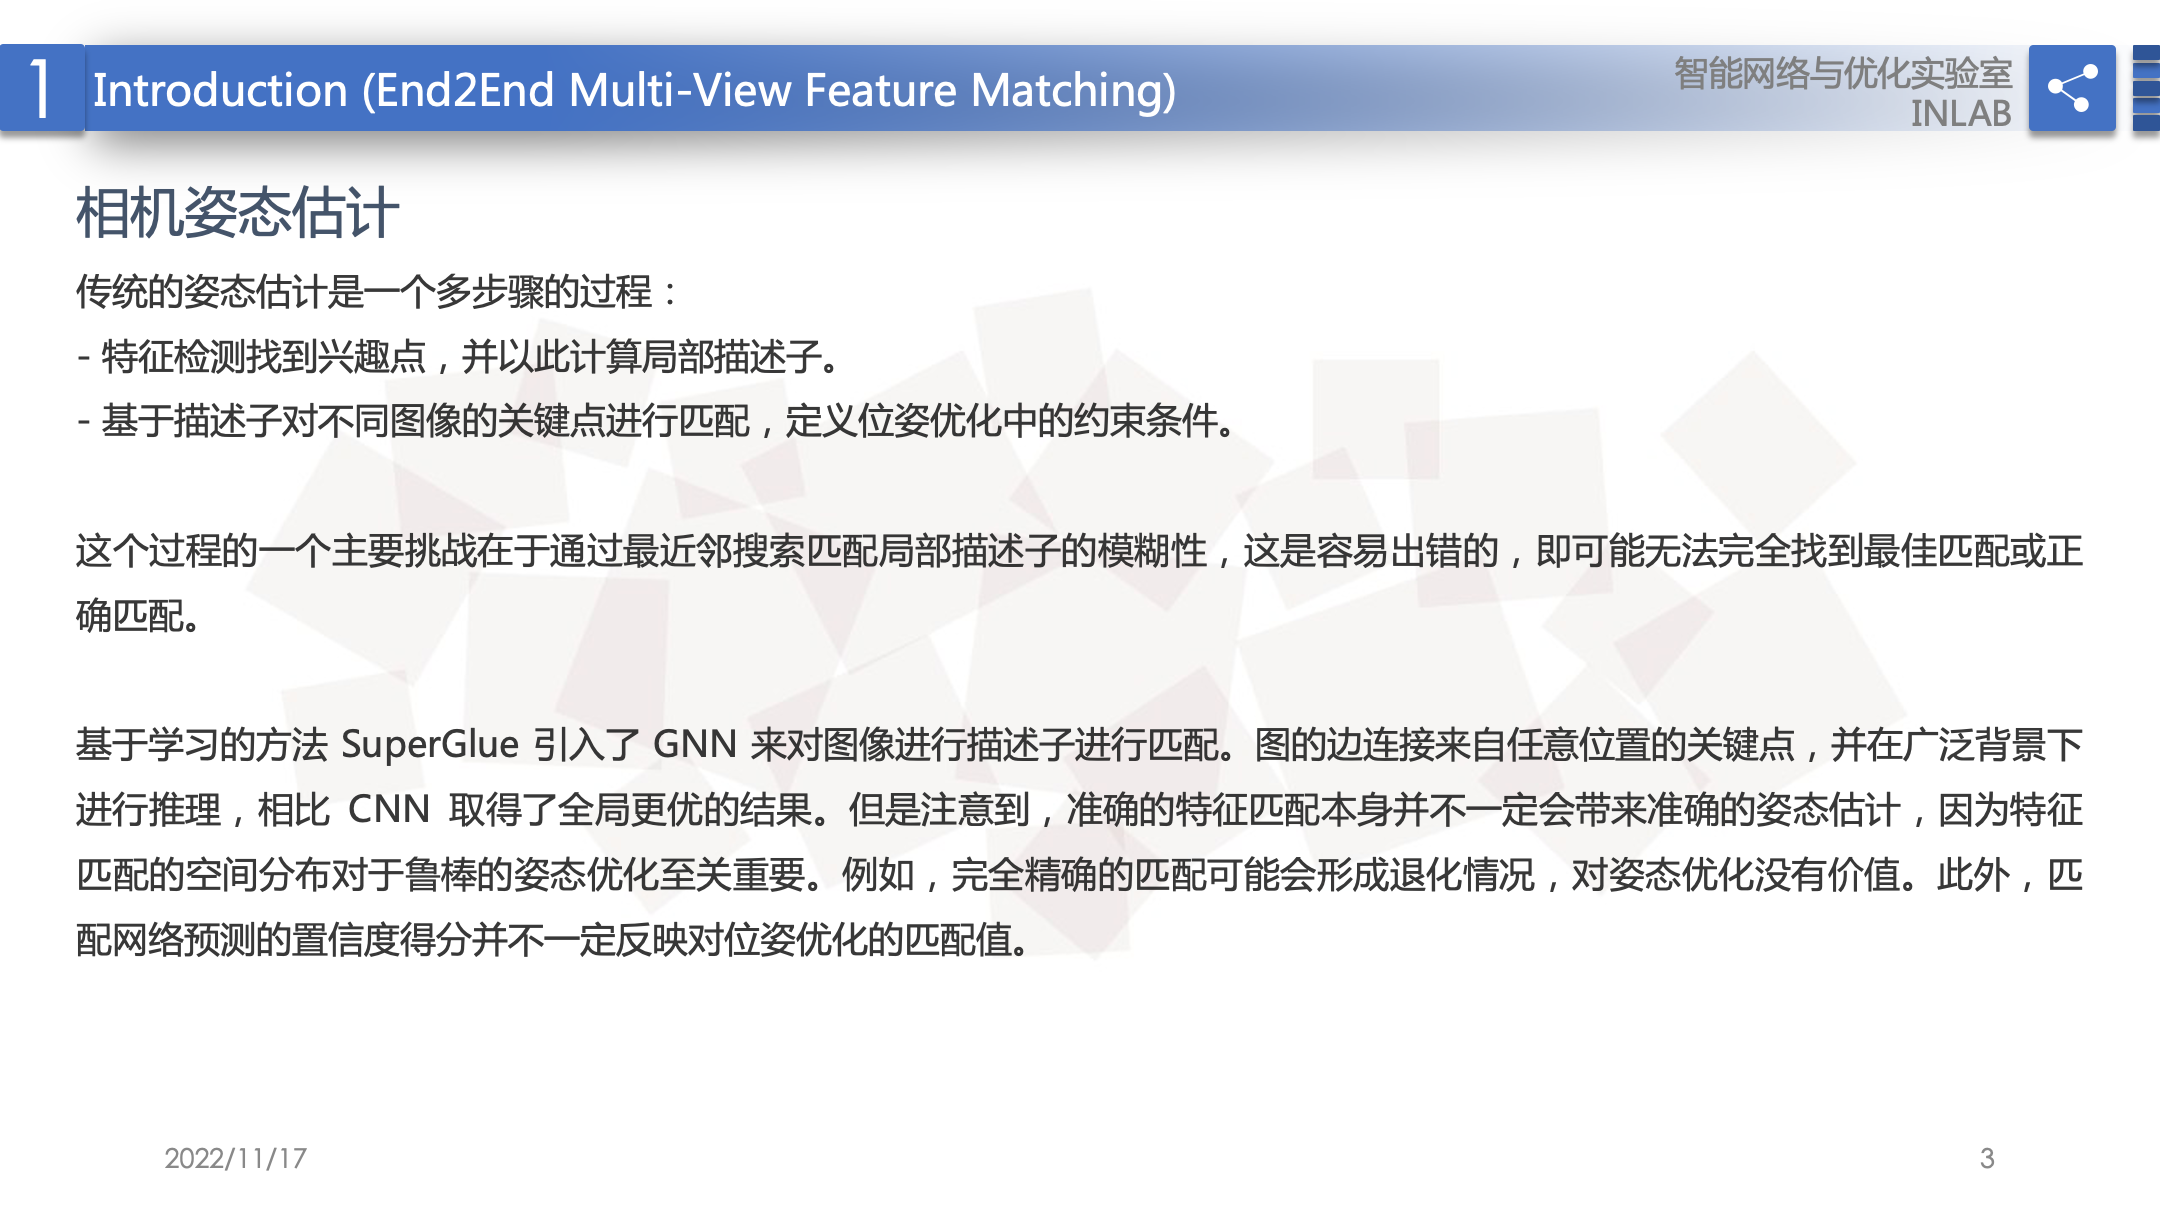 1
Introduction (End2End Multi-View Feature Matching)
智能网络与优化实验室
INLAB
相机姿态估计
传统的姿态估计是一个多步骤的过程：
- 特征检测找到兴趣点，并以此计算局部描述子。
- 基于描述子对不同图像的关键点进行匹配，定义位姿优化中的约束条件。
这个过程的一个主要挑战在于通过最近邻搜索匹配局部描述子的模糊性，这是容易出错的，即可能无法完全找到最佳匹配或正
确匹配。
基于学习的方法 SuperGlue 引入了 GNN 来对图像进行描述子进行匹配。图的边连接来自任意位置的关键点，并在广泛背景下
进行推理，相比 CNN 取得了全局更优的结果。但是注意到，准确的特征匹配本身并不一定会带来准确的姿态估计，因为特征
匹配的空间分布对于鲁棒的姿态优化至关重要。例如，完全精确的匹配可能会形成退化情况，对姿态优化没有价值。此外，匹
配网络预测的置信度得分并不一定反映对位姿优化的匹配值。
2022/11/17
3